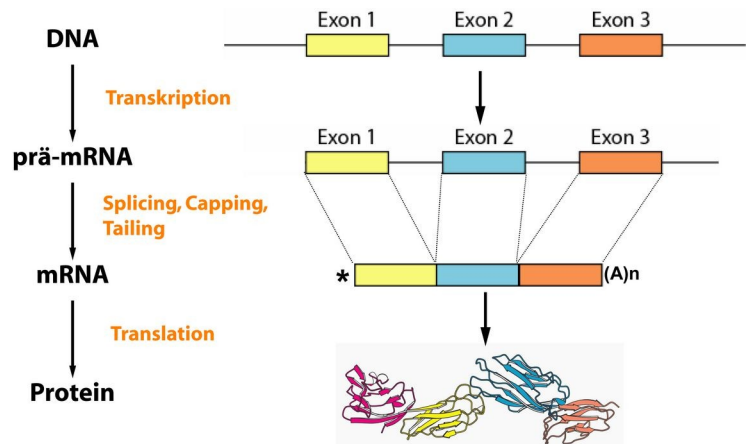 DNA
Exon 1 Exon 2 Exon 3
Transkription
prä-mRNA
Exon 1 Exon 2 Exon 3
Splicing, Capping,
Tailing
mRNA
* (A)n
Translation
Protein